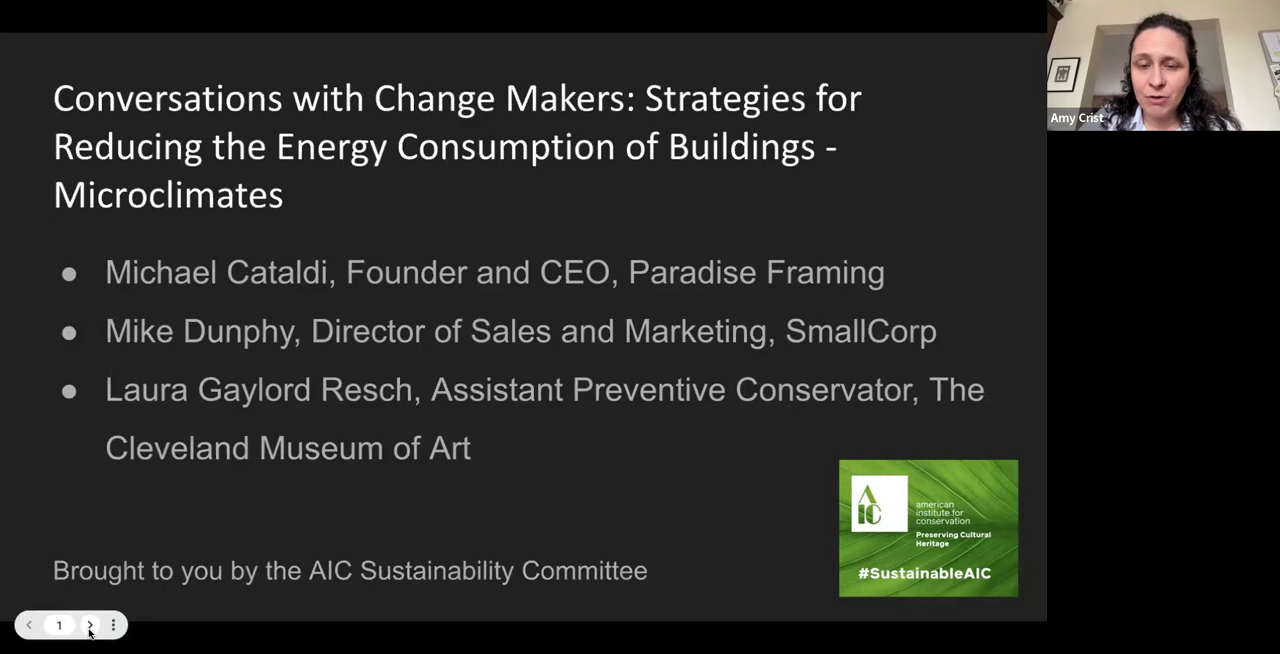 Conversations with Change Makers: Strategies for
Reducing the Energy Consumption of Buildings -
Microclimates
● Michael Cataldi, Founder and CEO, Paradise Framing
● Mike Dunphy, Director of Sales and Marketing, SmallCorp
● Laura Gaylord Resch, Assistant Preventive Conservator, The
Cleveland Museum of Art
AIC
american
institute for
conservation
Preserving Cultural
Heritage
#SustainableAIC
Brought to you by the AIC Sustainability Committee
1
Amy Crist